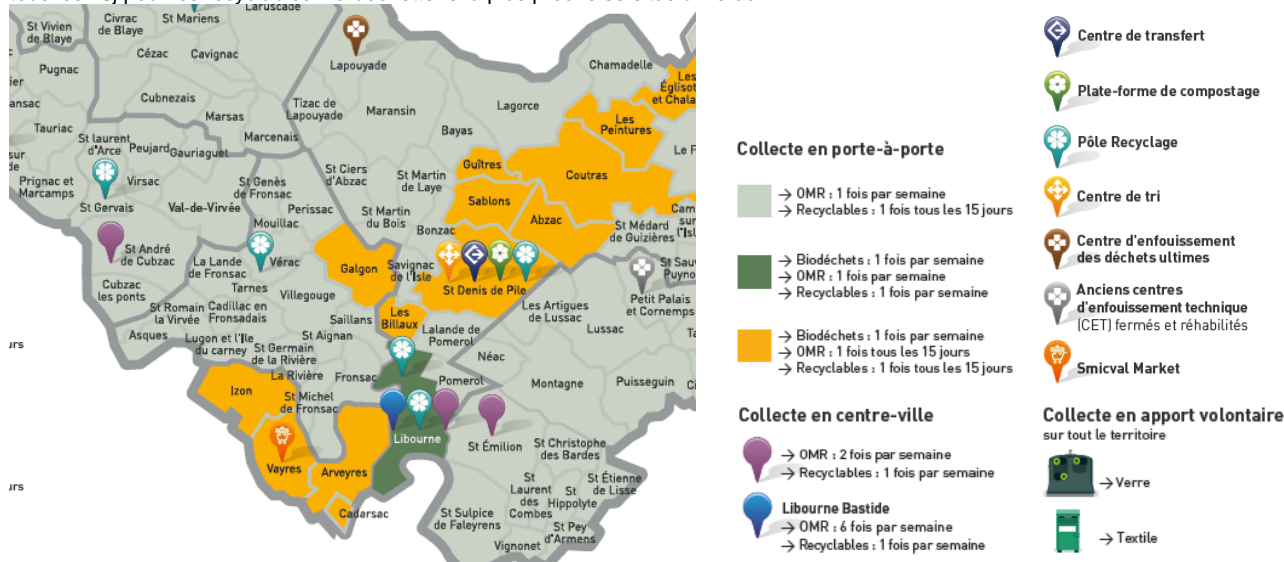 Laruscade
Civrac
de Blaye
St Mariens
St Vivien
de Blaye
Cézac
Cavignac
Lapouyade
Pugnac
Chamadelle
Les
Églisot
et Chala
Cubnezais
Marsas
Tizac de
Lapouyade
Maransin
Lagorce
Les
Peintures
Tauriac
Marcenais
Bayas
St laurent
d'Arce
Peujard
Gauriaguet
Guîtres
Coutras
Le F
Prignac et
Marcamps
Virsac
St Genès
de Fronsac
St Ciers
d'Abzac
St Martin
de Laye
Sablons
St Gervais
Val-de-Virvée
Perissac
St Martin
du Bois
Abzac
Cam
sur
l'Isl
Mouillac
Bonzac
St Médard
de Guizières
St André
de Cubzac
La Lande
de Fronsac
Vérac
Galgon
Savignac
de l'Isle
St Sau
Puyno
Cubzac
les ponts
Tarnes
Villegouge
St Denis de Pile
Les Artigues
de Lussac
Petit Palais
et Cornemps
St Romain
la Virvée
Cadillac en
Fronsadais
Saillans
Les
Billaux
Lalande de
Pomerol
Lussac
Asques
Lugon et l'Ile
du carney
St Aignan
St Germain
de la Rivière
Néac
La Rivière
Fronsac
Pomerol
Montagne
Puisseguin
Izon
St Michel
de Fronsac
Libourne
St Émilion
St Christophe
des Bardes
Vayres
Arveyres
St Étienne
de Lisse
St
Laurent
des
Combes
St
Hippolyte
Cadarsac
St Sulpice
de Faleyrens
St Pey
d'Armens
Vignonet
urs
urs
Collecte en porte-à-porte
→ OMR : 1 fois par semaine
→ Recyclables : 1 fois tous les 15 jours
→ Biodéchets : 1 fois par semaine
→ OMR : 1 fois par semaine
→ Recyclables : 1 fois par semaine
→ Biodéchets : 1 fois par semaine
→ OMR : 1 fois tous les 15 jours
→ Recyclables : 1 fois tous les 15 jours
Collecte en centre-ville
→ OMR : 2 fois par semaine
→ Recyclables : 1 fois par semaine
Libourne Bastide
→ OMR : 6 fois par semaine
→ Recyclables : 1 fois par semaine
Centre de transfert
Plate-forme de compostage
Pôle Recyclage
Centre de tri
Centre d'enfouissement
des déchets ultimes
Anciens centres
d'enfouissement technique
(CET) fermés et réhabilités
Smicval Market
Collecte en apport volontaire
sur tout le territoire
→ Verre
→ Textile